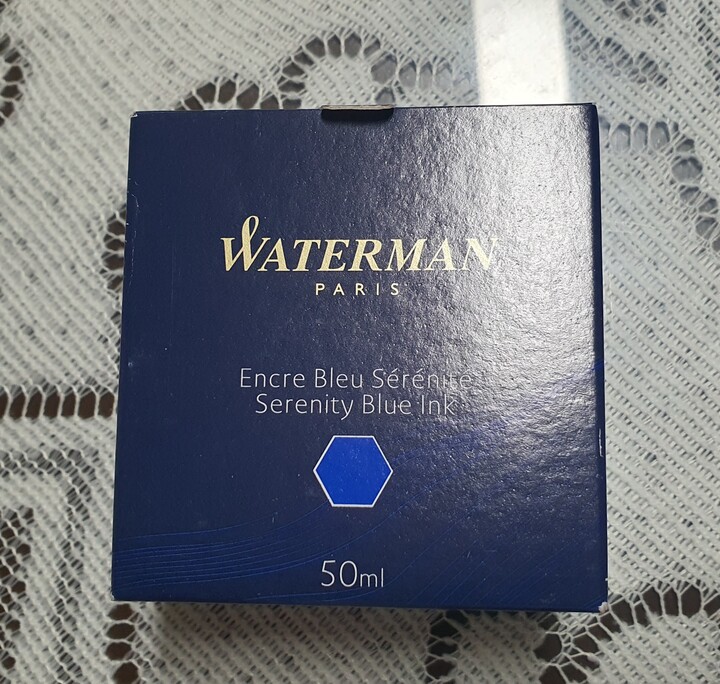 WATERMAN
PARIS
Encre Bleu Sérénité
Serenity Blue Ink
50ml